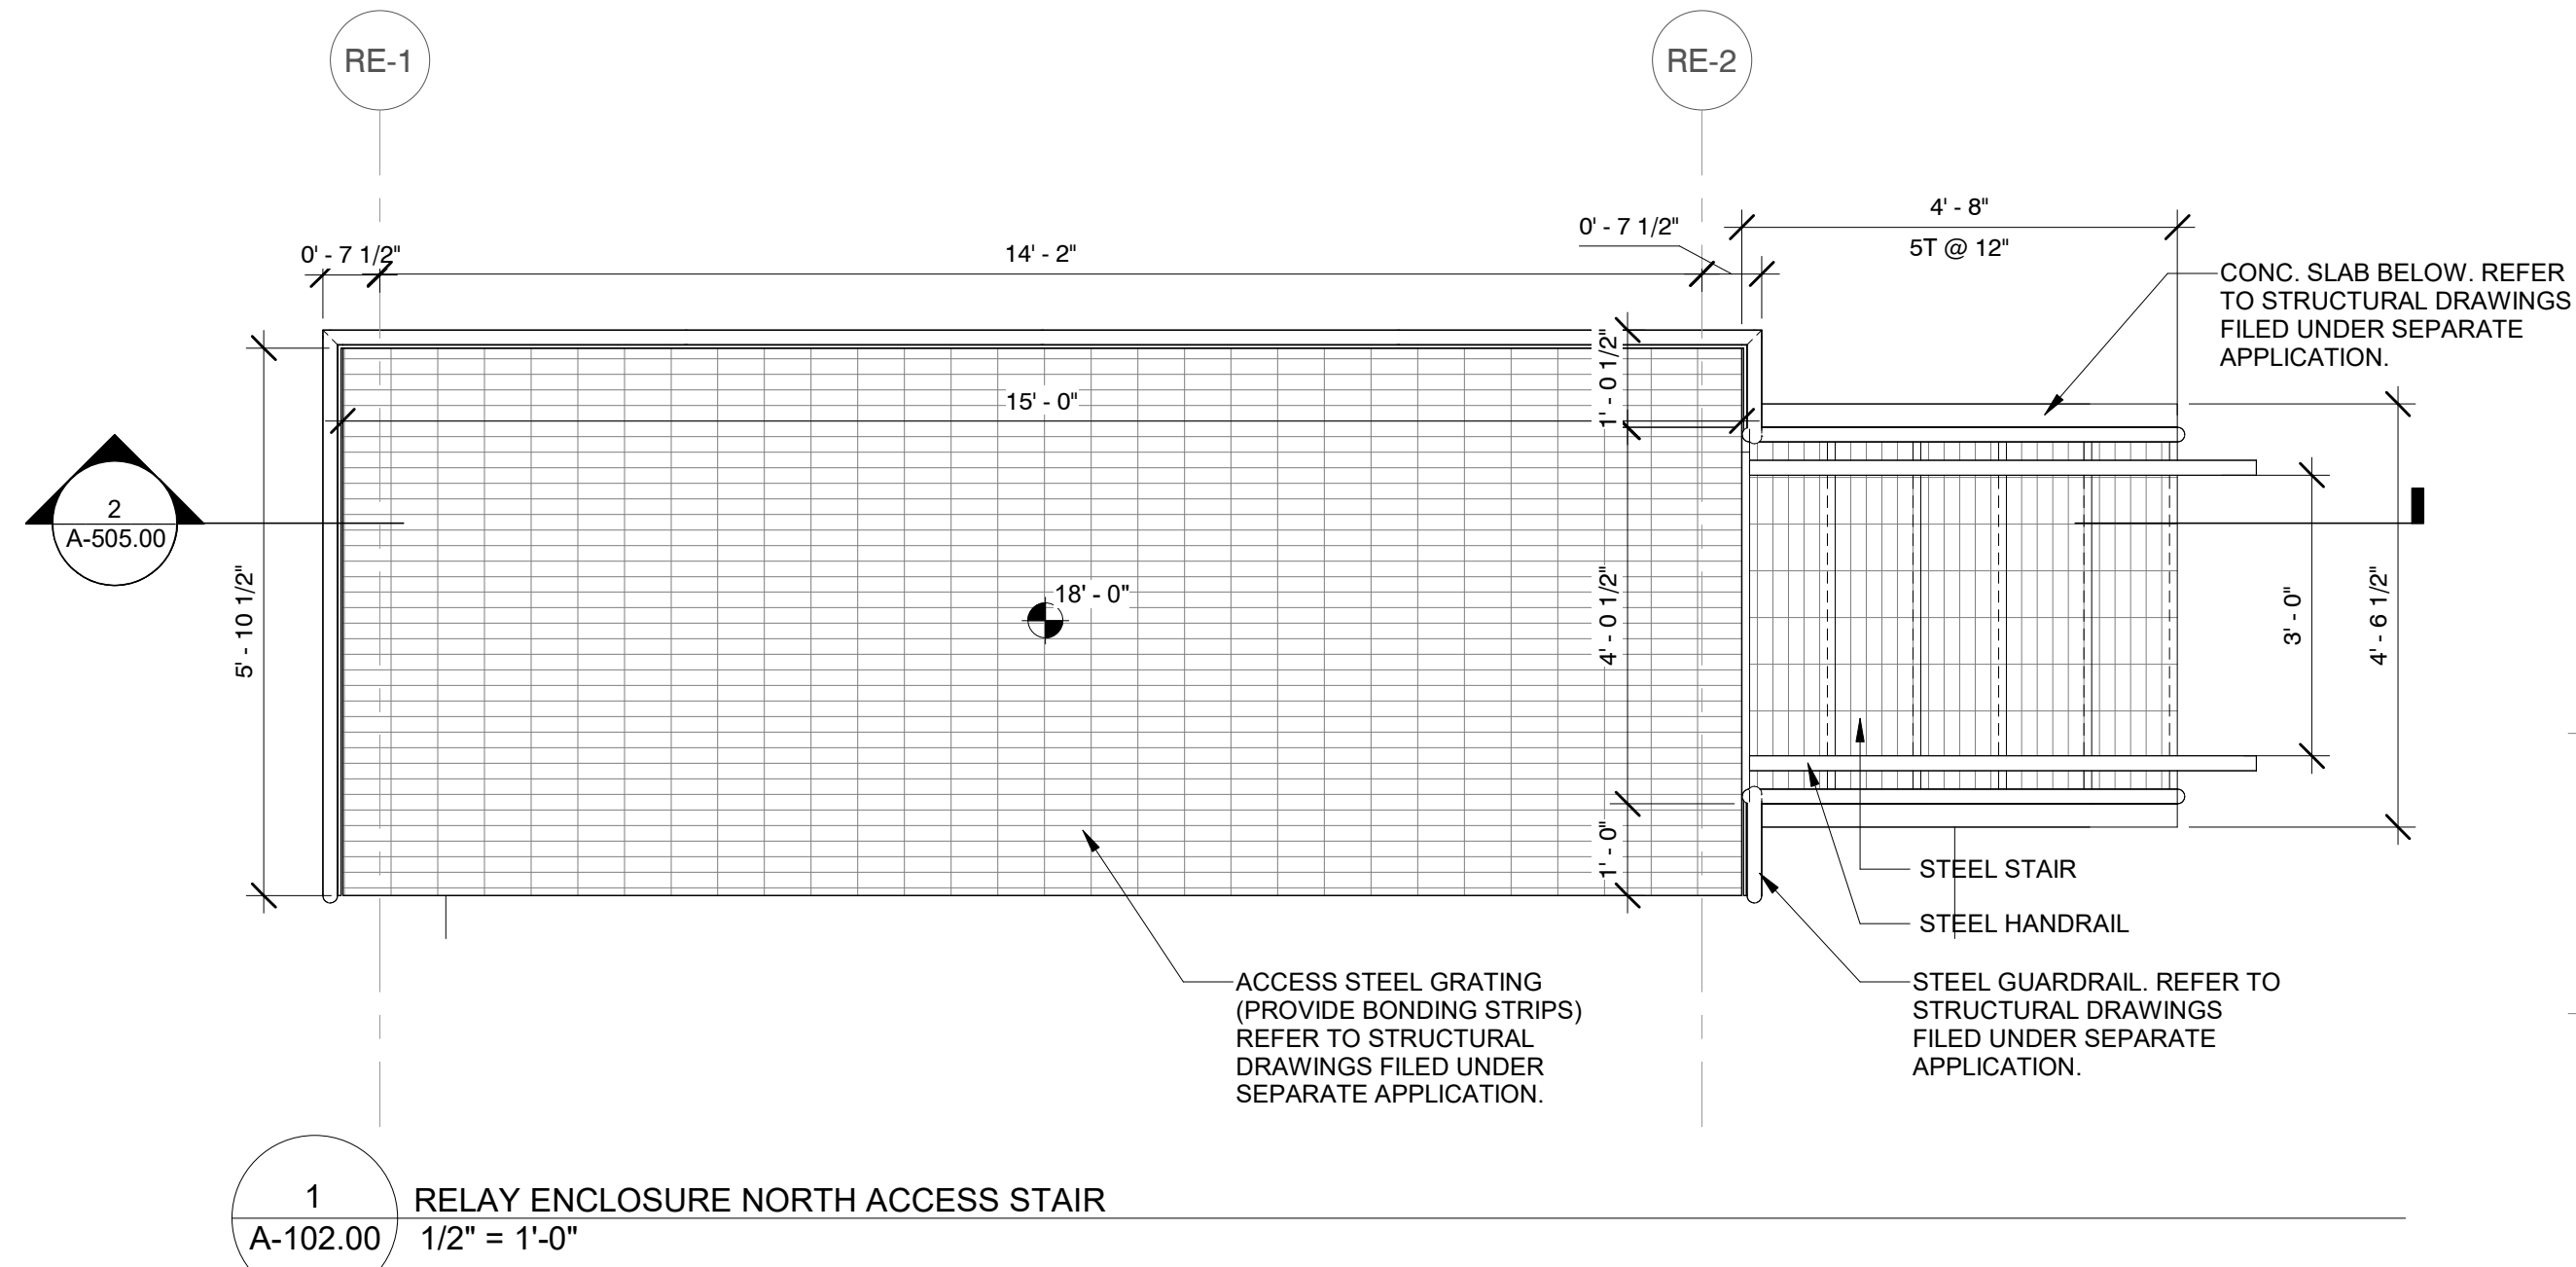 RE-1
RE-2
4' - 8"
0' - 7 1/2"
5T @ 12"
0' - 7 1/2"
14' - 2"
CONC. SLAB BELOW. REFER
TO STRUCTURAL DRAWINGS
FILED UNDER SEPARATE
APPLICATION.
1' - 0 1/2"
15' - 0"
2
A-505.00
18' - 0"
5' - 10 1/2"
4' - 0 1/2"
3' - 0"
4' - 6 1/2"
1' - 0"
STEEL STAIR
STEEL HANDRAIL
ACCESS STEEL GRATING
(PROVIDE BONDING STRIPS)
REFER TO STRUCTURAL
DRAWINGS FILED UNDER
SEPARATE APPLICATION.
STEEL GUARDRAIL. REFER TO
STRUCTURAL DRAWINGS
FILED UNDER SEPARATE
APPLICATION.
1
RELAY ENCLOSURE NORTH ACCESS STAIR
A-102.00
1/2" = 1'-0"